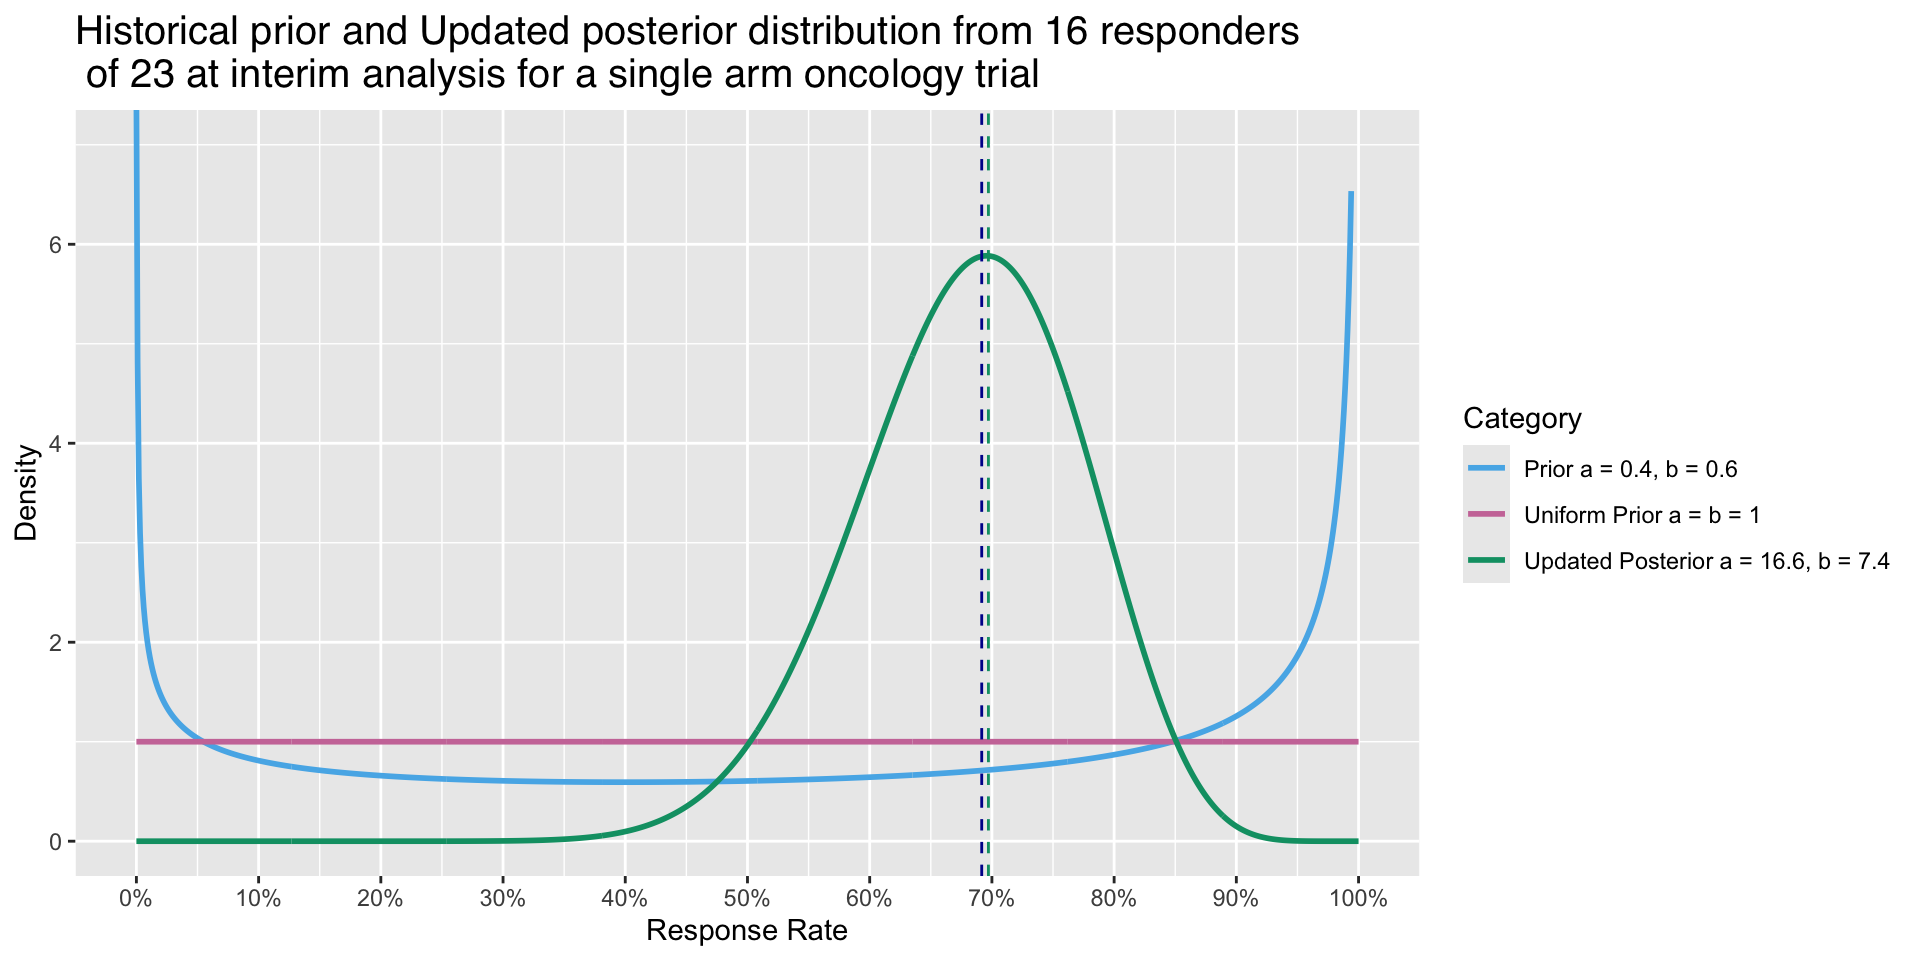 Historical prior and Updated posterior distribution from 16 responders
of 23 at interim analysis for a single arm oncology trial
6
4
2
0
Density
0%
10%
20%
30%
40%
50%
60%
70%
80%
90%
100%
Response Rate
Category
Prior a = 0.4, b = 0.6
Uniform Prior a = b = 1
Updated Posterior a = 16.6, b = 7.4